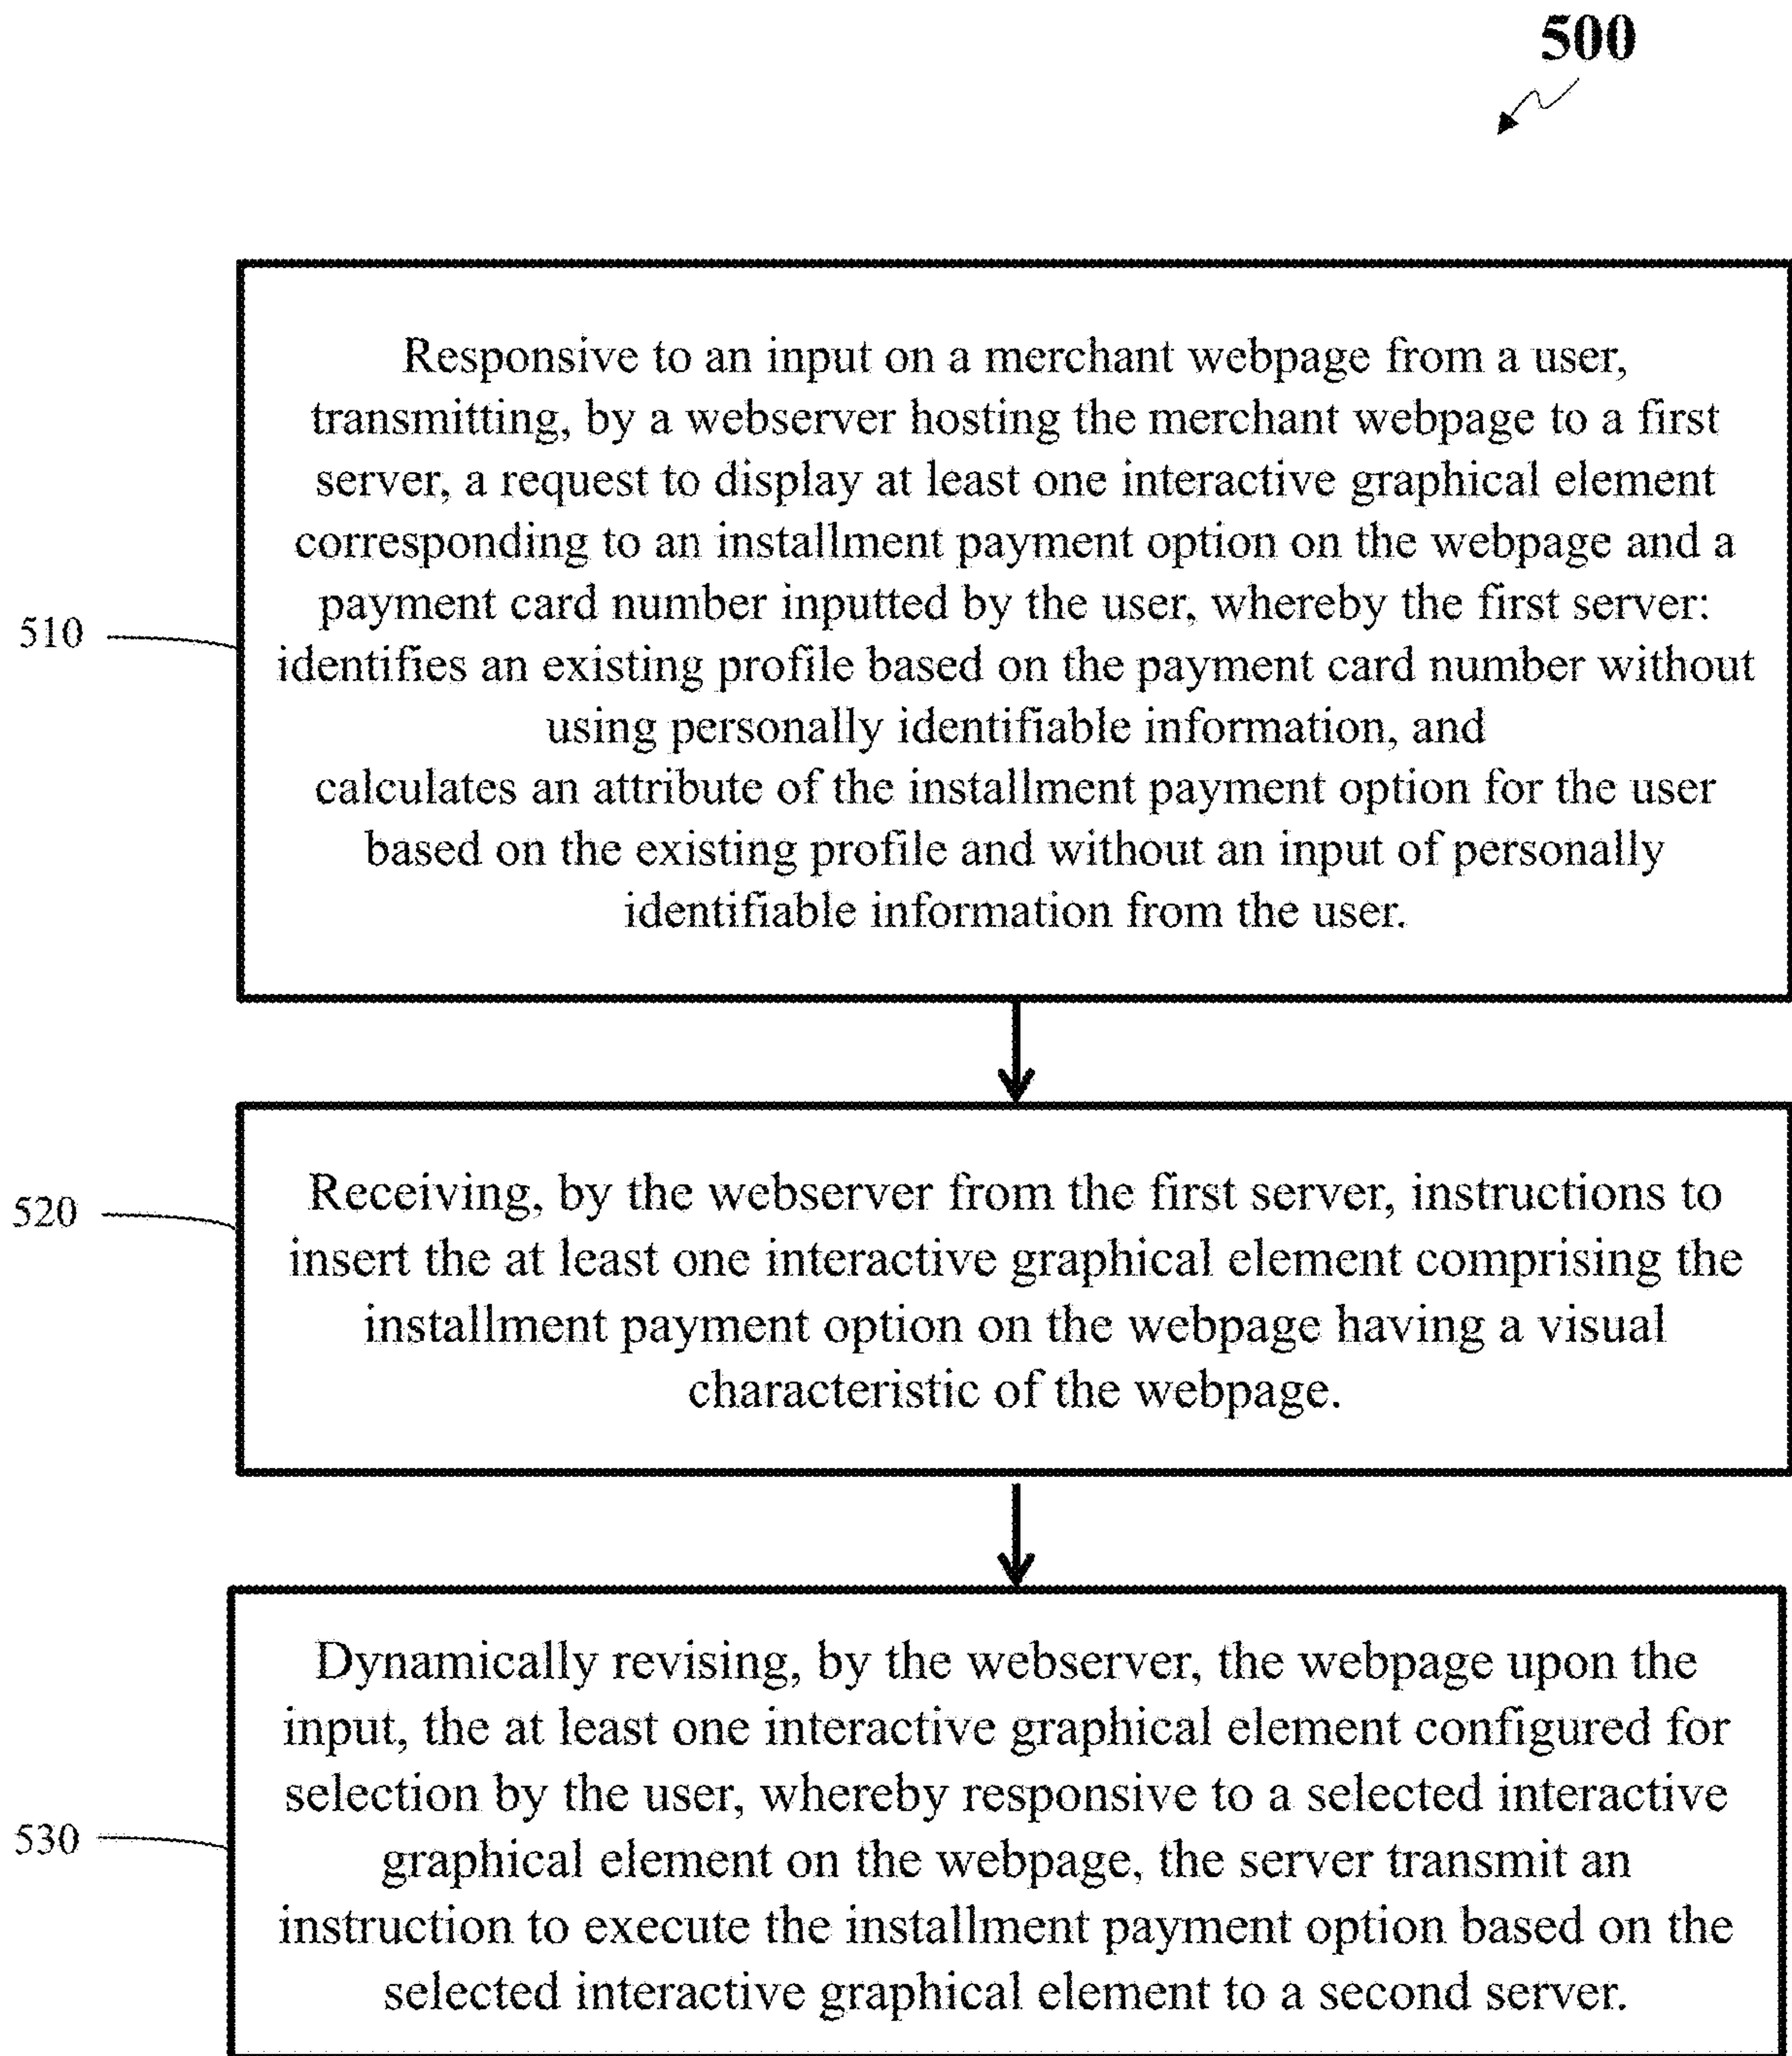 500
Responsive to an input on a merchant webpage from a user,
transmitting, by a webserver hosting the merchant webpage to a first
server, a request to display at least one interactive graphical element
corresponding to an installment payment option on the webpage and a
payment card number inputted by the user, whereby the first server:
identifies an existing profile based on the payment card number without
using personally identifiable information, and
calculates an attribute of the installment payment option for the user
based on the existing profile and without an input of personally
identifiable information from the user.
510
Receiving, by the webserver from the first server, instructions to
insert the at least one interactive graphical element comprising the
installment payment option on the webpage having a visual
characteristic of the webpage.
520
Dynamically revising, by the webserver, the webpage upon the
input, the at least one interactive graphical element configured for
selection by the user, whereby responsive to a selected interactive
graphical element on the webpage, the server transmit an
instruction to execute the installment payment option based on the
selected interactive graphical element to a second server.
530